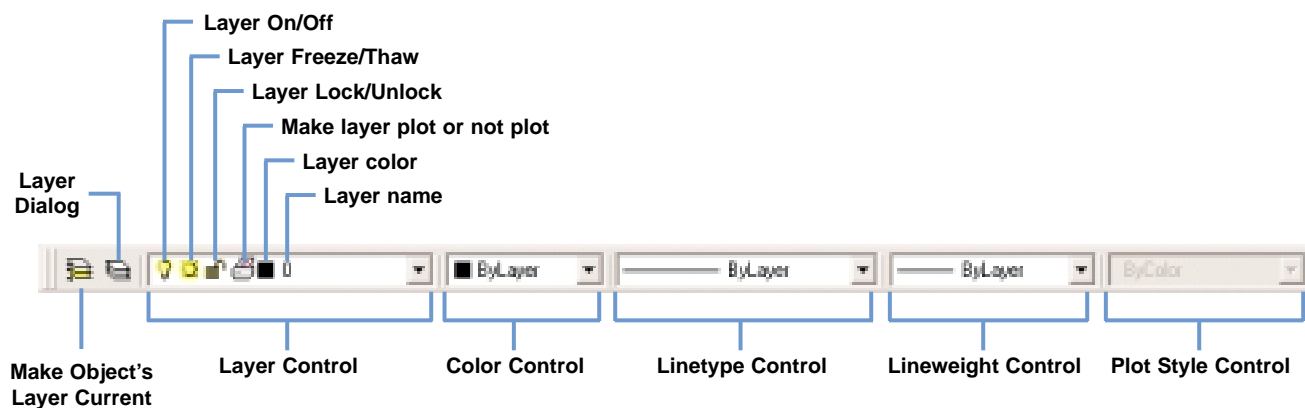 Layer On/Off
Layer Freeze/Thaw
Layer Lock/Unlock
Make layer plot or not plot
Layer color
Layer name
Layer
Dialog
0
ByLayer
ByLayer
ByLayer
ByColor
Make Object’s
Layer Current
Layer Control
Color Control
Linetype Control
Lineweight Control
Plot Style Control